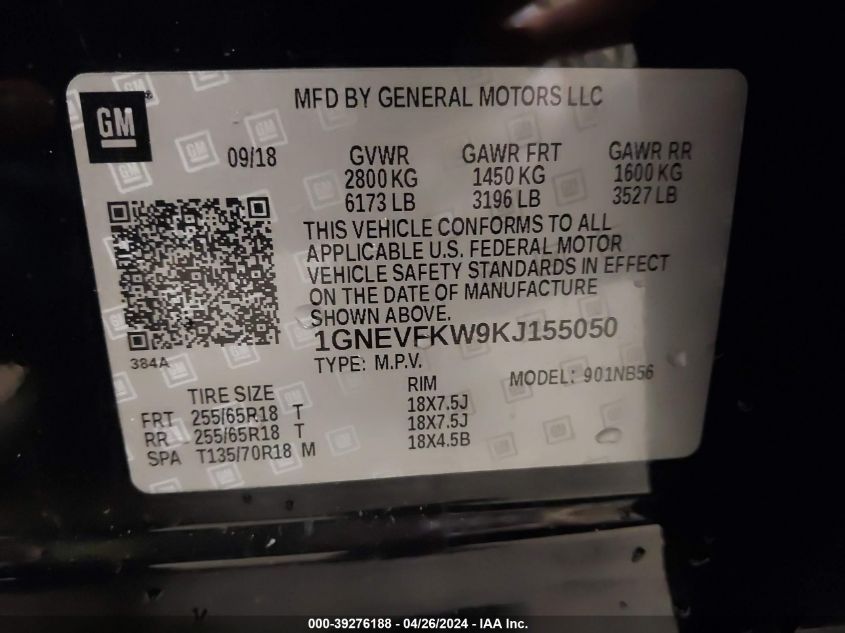 GM
MFD BY GENERAL MOTORS LLC
09/18 GVWR GAWR FRT GAWR RR
2800 KG 1450 KG 1600 KG
6173 LB 3196 LB 3527 LB
THIS VEHICLE CONFORMS TO ALL
APPLICABLE U.S. FEDERAL MOTOR
VEHICLE SAFETY STANDARDS IN EFFECT
ON THE DATE OF MANUFACTURE
SHOWN ABOVE.
1GNEVFKW9KJ155050
384A
TYPE: M.P.V.
MODEL: 901NB56
TIRE SIZE RIM
FRT 255/65R18 T 18X7.5J
RR 255/65R18 T 18X7.5J
SPA T135/70R18 M 18X4.5B
000-39276188 - 04/26/2024 - IAA Inc.